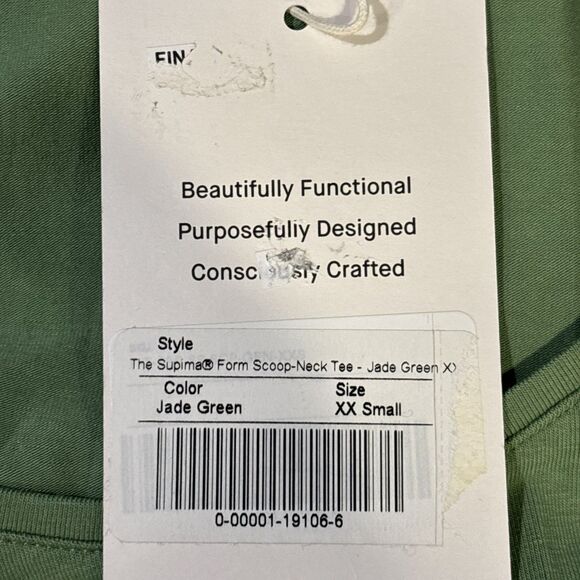 FIN
Beautifully Functional
Purposefully Designed
Consciously Crafted
Style
The Supima® Form Scoop-Neck Tee - Jade Green X
Color Size
Jade Green XX Small
0-00001-19106-6